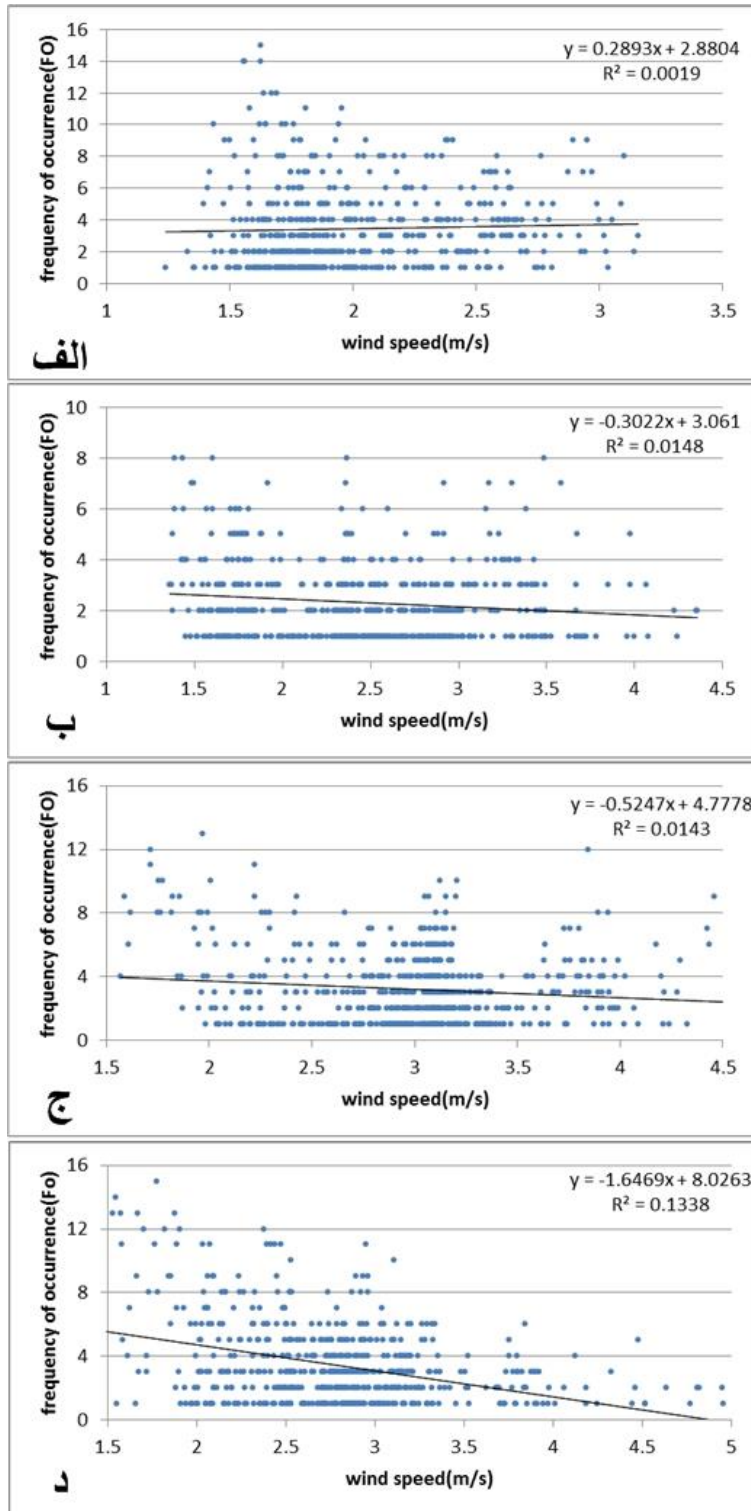 y = 0.2893x + 2.8804
R² = 0.0019
frequency of occurrence(FO)
16
14
12
10
8
6
4
2
0
1 1.5 2 2.5 3 3.5
wind speed(m/s)
الف
y = -0.3022x + 3.061
R² = 0.0148
frequency of occurrence(FO)
10
8
6
4
2
0
1 1.5 2 2.5 3 3.5 4 4.5
wind speed(m/s)
ب
y = -0.5247x + 4.7778
R² = 0.0143
frequency of occurrence(FO)
16
12
8
4
0
1.5 2 2.5 3 3.5 4 4.5
wind speed(m/s)
ج
y = -1.6469x + 8.0263
R² = 0.1338
frequency of occurrence(Fo)
16
12
8
4
0
1.5 2 2.5 3 3.5 4 4.5 5
wind speed(m/s)
د